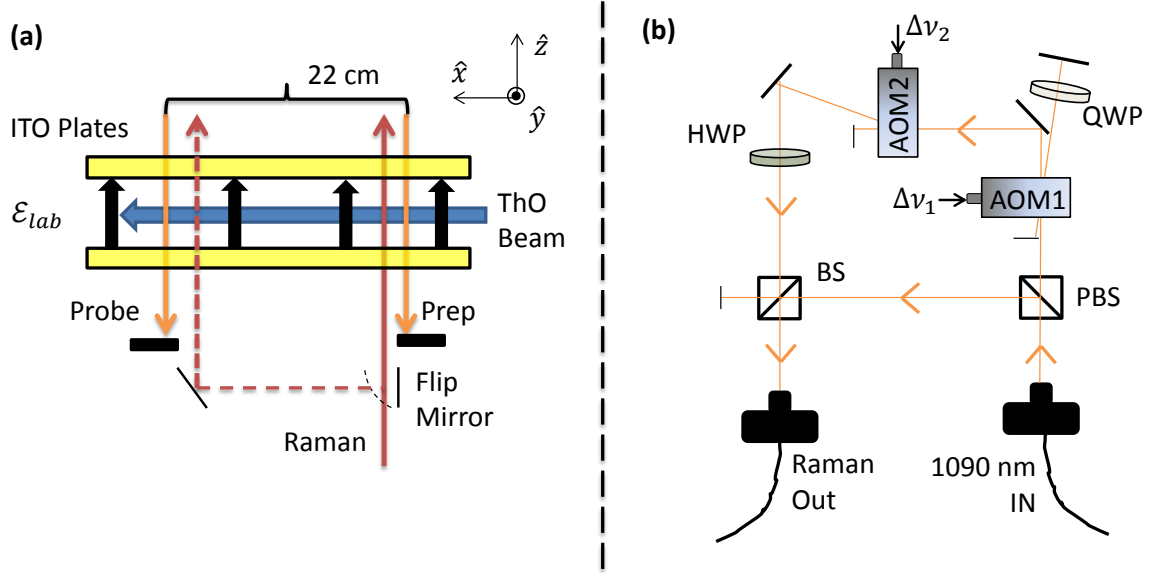 (a)
22 cm
ẑ
x̂
ŷ
ITO Plates
ℰ_lab
ThO
Beam
Probe
Prep
Flip
Mirror
Raman
(b)
Δν₂
AOM2
QWP
HWP
Δν₁
AOM1
BS
PBS
Raman
Out
1090 nm
IN